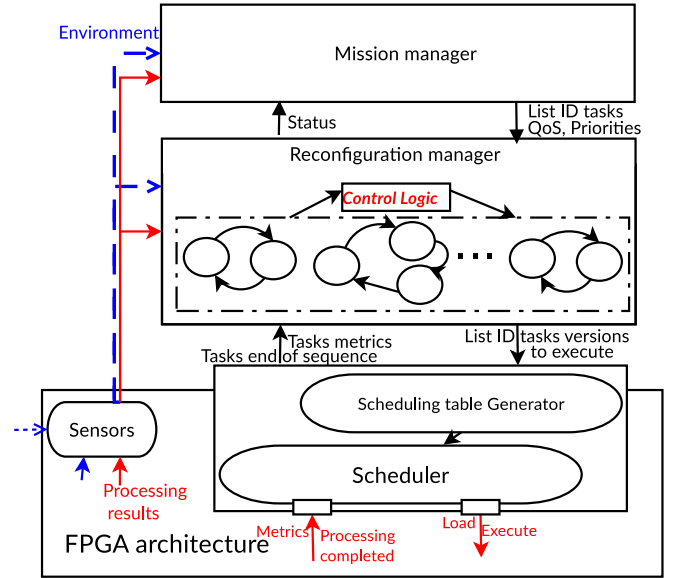 Environment
Mission manager
Status
List ID tasks
QoS, Priorities
Reconfiguration manager
Control Logic
Tasks metrics
Tasks end of sequence
List ID tasks versions
to execute
Scheduling table Generator
Sensors
Scheduler
Processing
results
Metrics
Processing
completed
Load
Execute
FPGA architecture